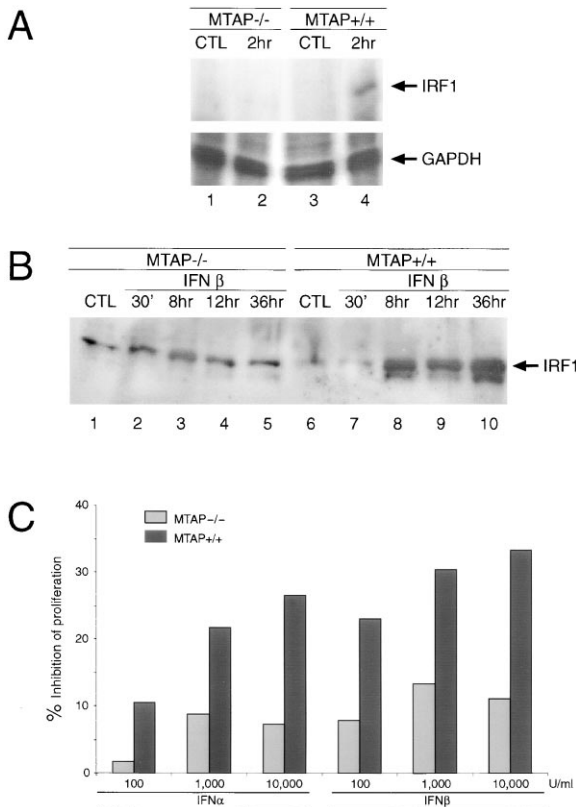 A
MTAP-/- MTAP+/+
CTL 2hr CTL 2hr
IRF1
GAPDH
1 2 3 4
B
MTAP-/- MTAP+/+
IFN β IFN β
CTL 30' 8hr 12hr 36hr CTL 30' 8hr 12hr 36hr
IRF1
1 2 3 4 5 6 7 8 9 10
C
40
MTAP−/−
MTAP+/+
30
20
10
0
% Inhibition of proliferation
100 1,000 10,000 100 1,000 10,000 U/ml
IFNα IFNβ